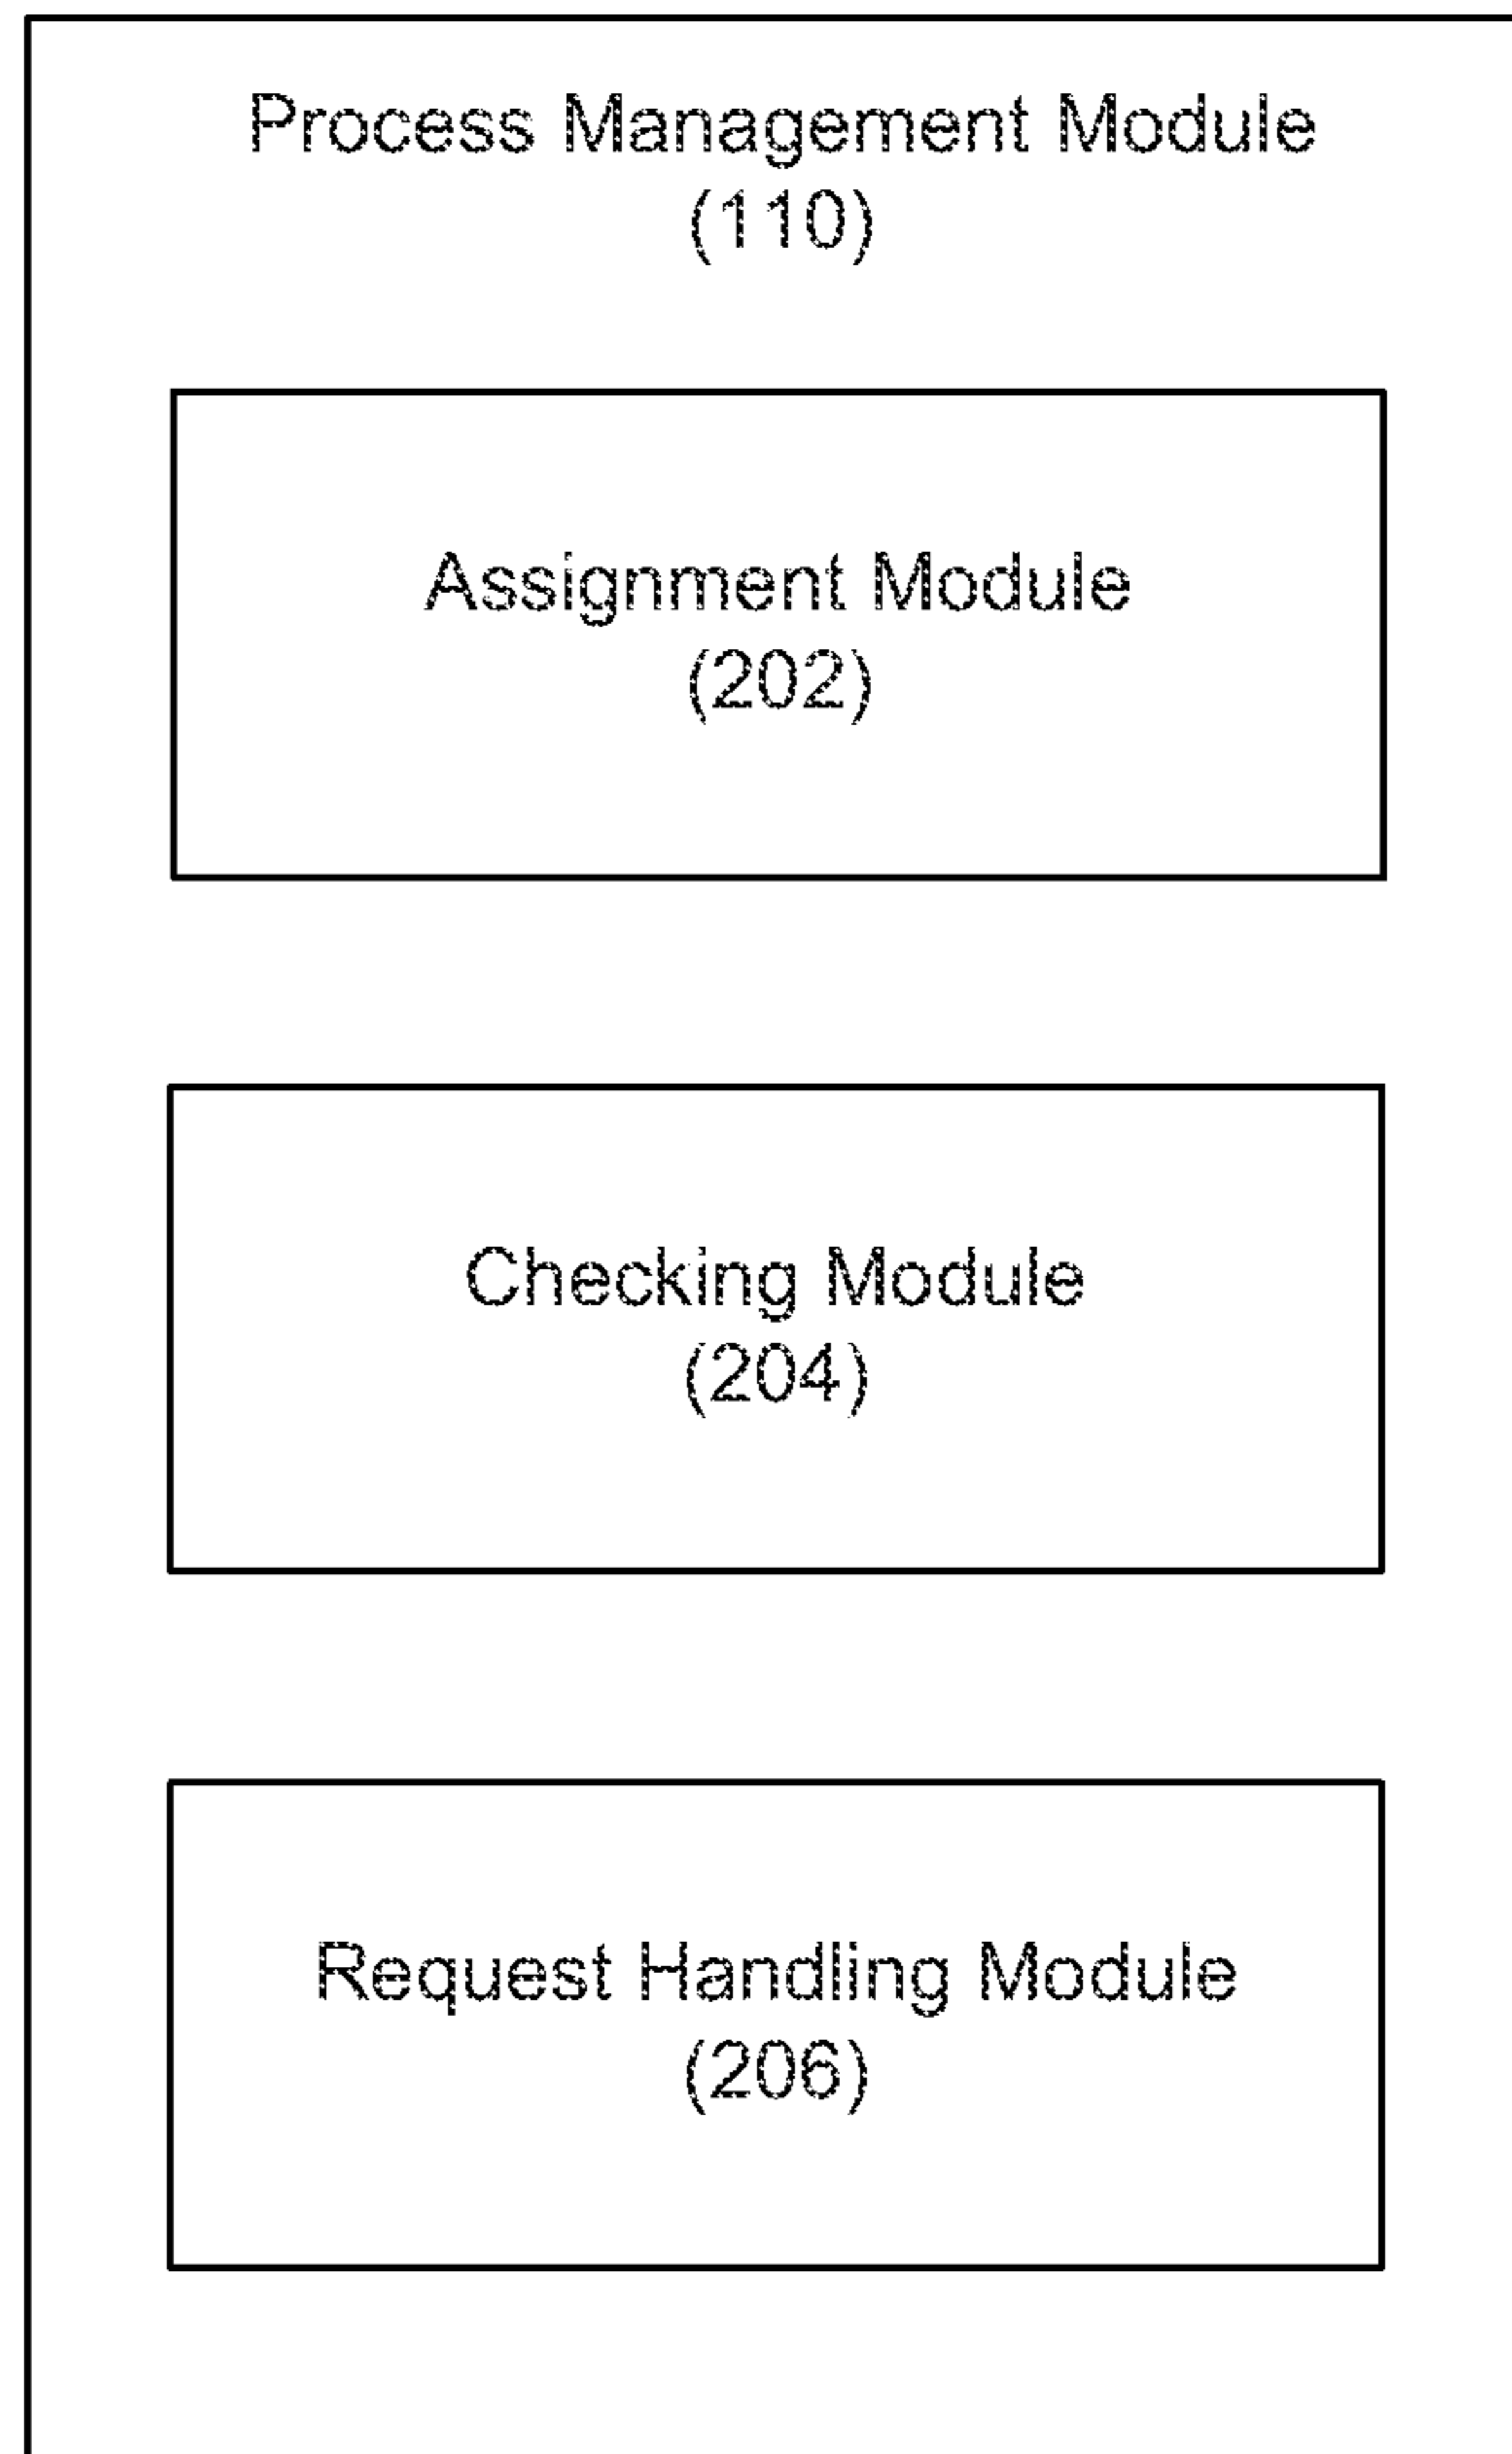 Process Management Module
(110)
Assignment Module
(202)
Checking Module
(204)
Request Handling Module
(206)